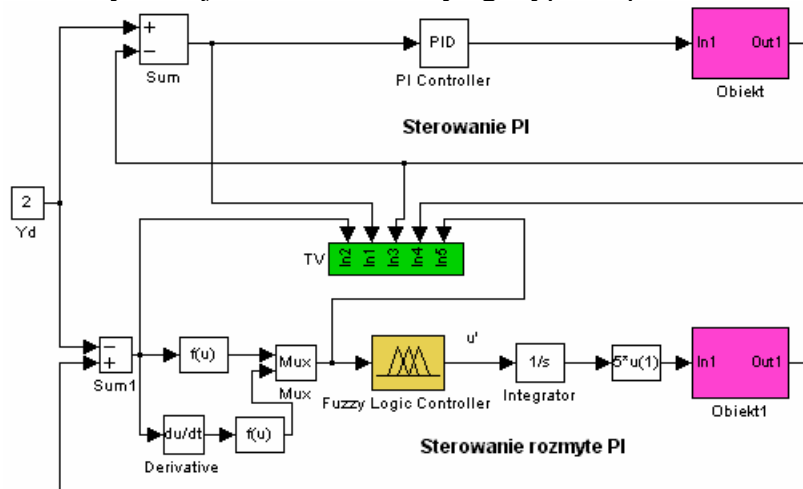 +
−
Sum
PID
PI Controller
In1 Out1
Obiekt
Sterowanie PI
2
Yd
TV
In2 In1 In3 In4 In5
−
+
Sum1
f(u)
Mux
Mux
Fuzzy Logic Controller
u'
1/s
Integrator
5*u(1)
In1 Out1
Obiekt1
du/dt
Derivative
f(u)
Sterowanie rozmyte PI